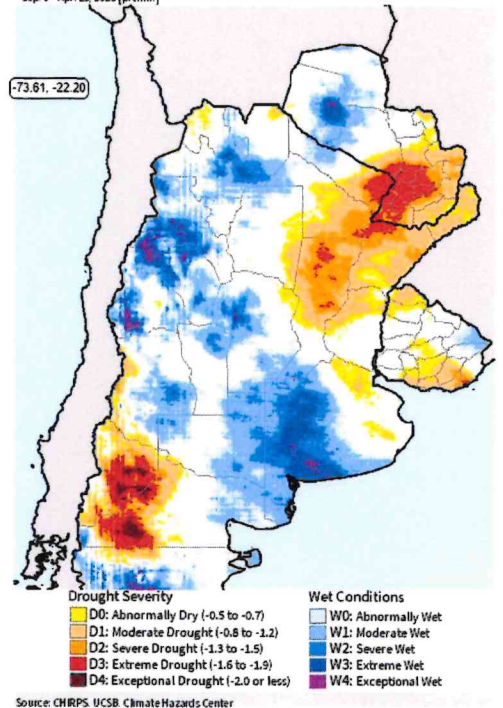 -73.61, -22.20
Drought Severity
D0: Abnormally Dry (-0.5 to -0.7)
D1: Moderate Drought (-0.8 to -1.2)
D2: Severe Drought (-1.3 to -1.5)
D3: Extreme Drought (-1.6 to -1.9)
D4: Exceptional Drought (-2.0 or less)
Wet Conditions
W0: Abnormally Wet
W1: Moderate Wet
W2: Severe Wet
W3: Extreme Wet
W4: Exceptional Wet
Source: CHIRPS. UCSB. Climate Hazards Center